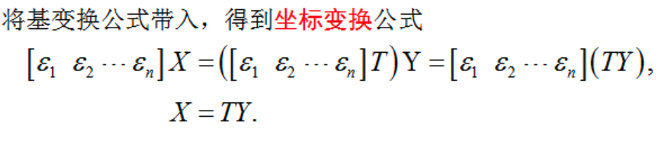 将基变换公式带入，得到坐标变换公式
[ε₁ ε₂ ⋯ εₙ]X = ([ε₁ ε₂ ⋯ εₙ]T)Y = [ε₁ ε₂ ⋯ εₙ](TY),
X = TY.